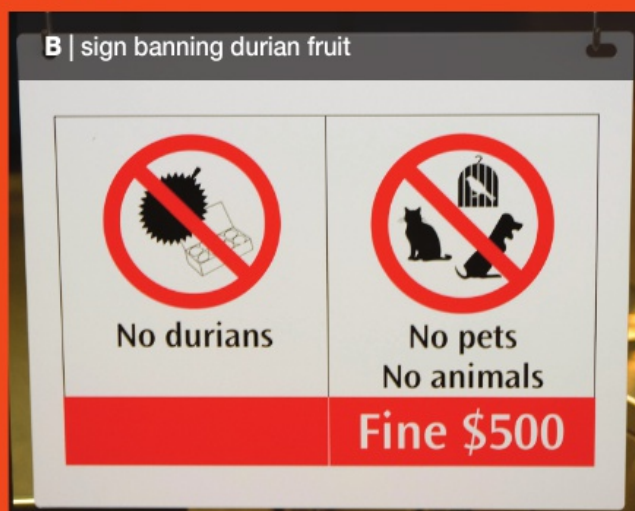 B | sign banning durian fruit
No durians
No pets
No animals
Fine $500